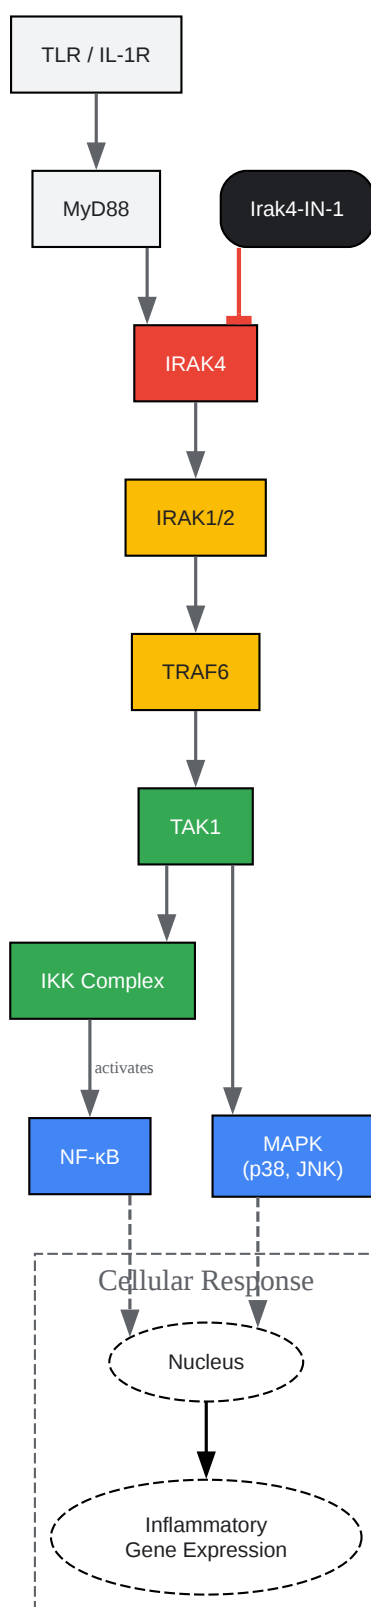 TLR / IL-1R
MyD88
Irak4-IN-1
IRAK4
IRAK1/2
TRAF6
TAK1
IKK Complex
activates
NF-κB
MAPK
(p38, JNK)
Cellular Response
Nucleus
Inflammatory
Gene Expression